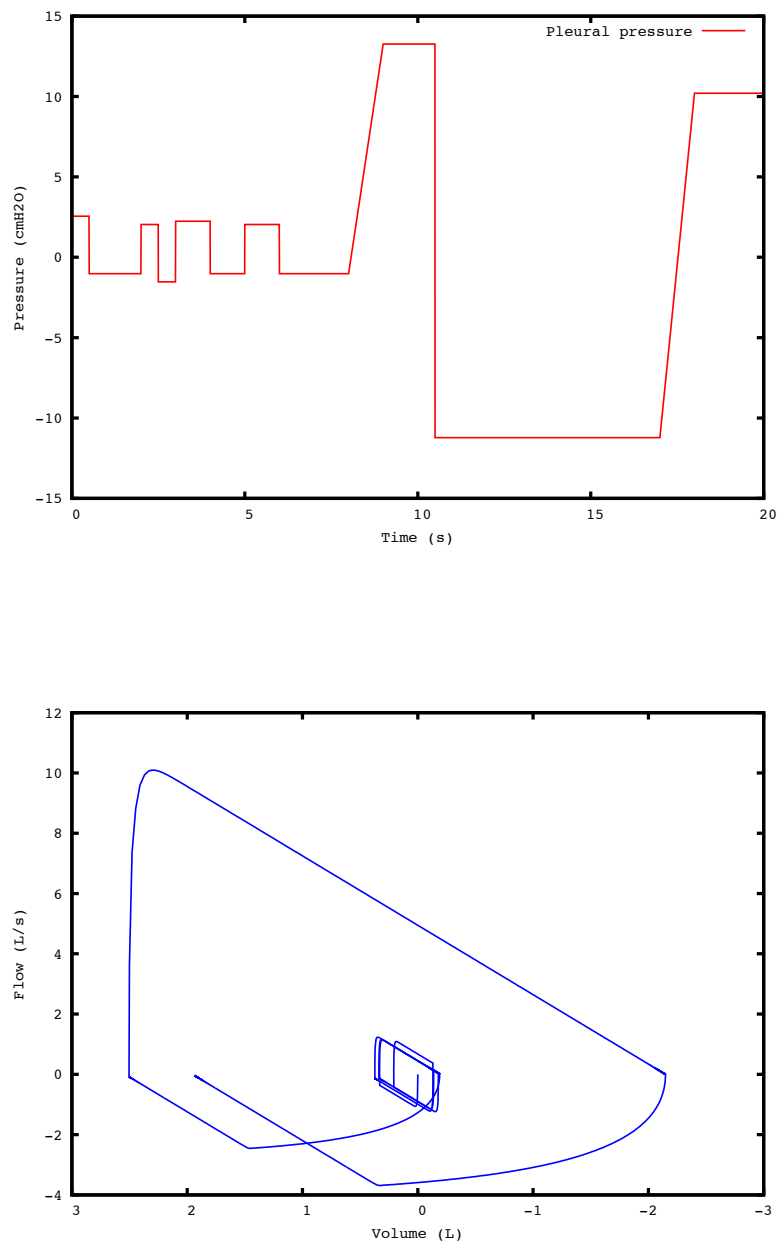 15
Pleural pressure
10
5
0
−5
−10
−15
Pressure (cmH2O)
0 5 10 15 20
Time (s)
12
10
8
6
4
2
0
−2
−4
Flow (L/s)
3 2 1 0 −1 −2 −3
Volume (L)